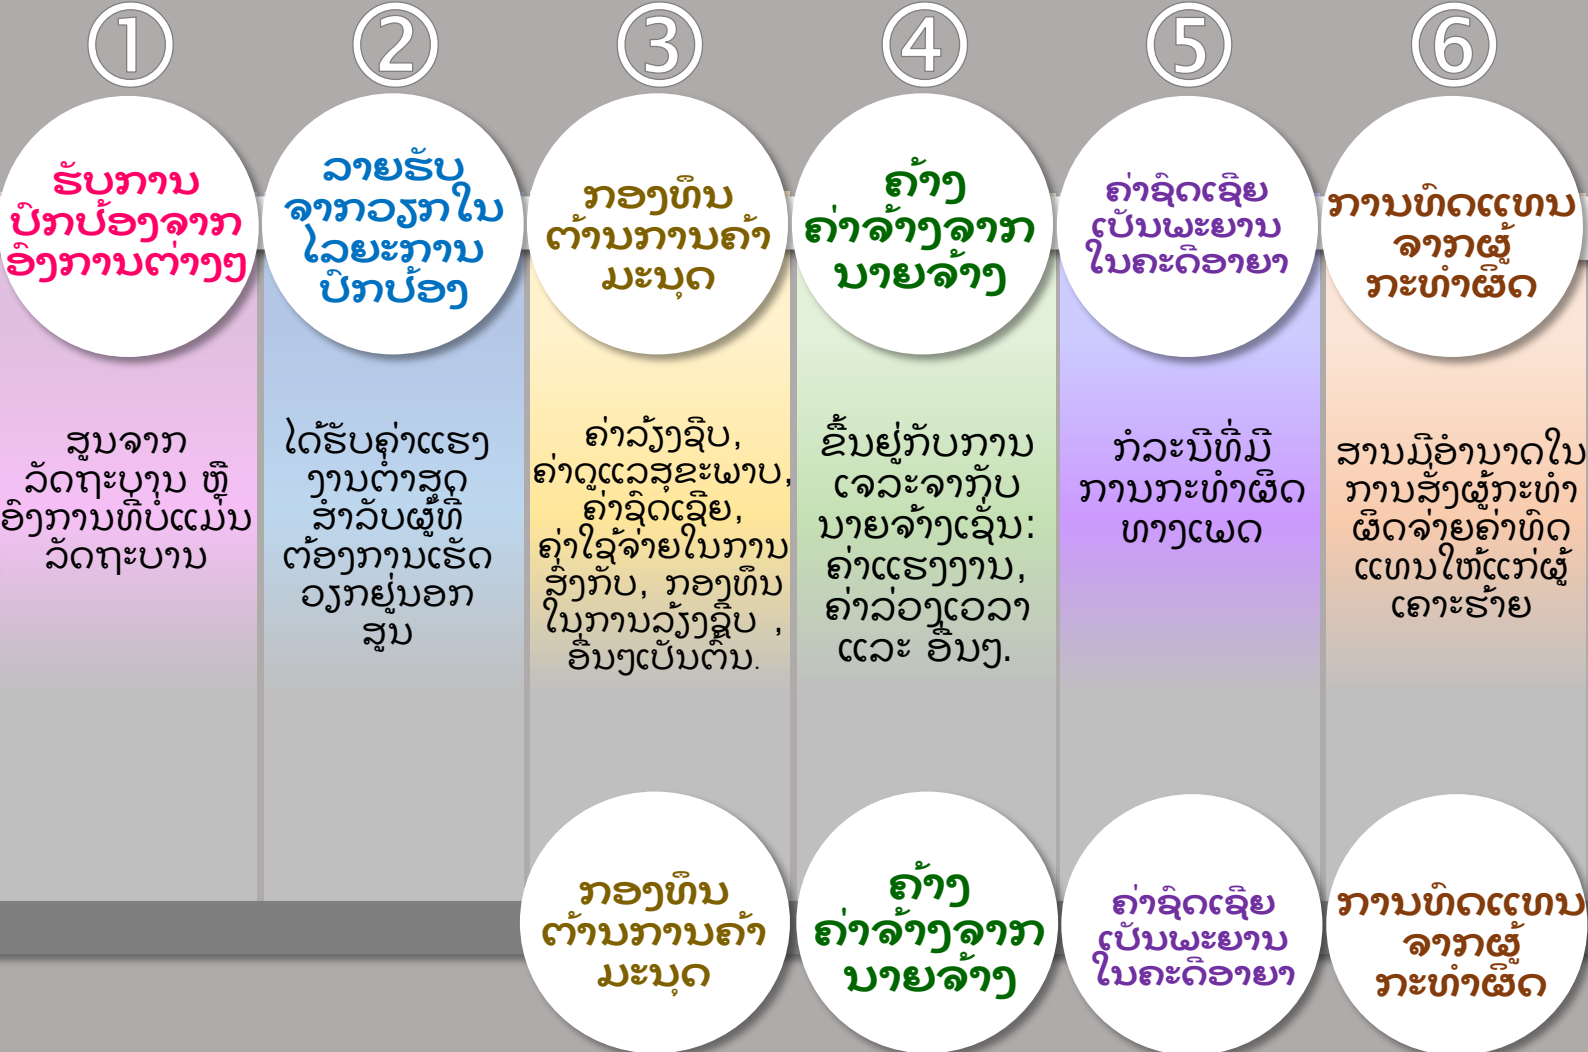 ①
ຮັບການ
ປົກປ້ອງຈາກ
ອົງການຕ່າງໆ
ສູນຈາກ
ລັດຖະບານ ຫຼື
ອົງການທີ່ບໍ່ແມ່ນ
ລັດຖະບານ
②
ລາຍຮັບ
ຈາກວຽກໃນ
ໄລຍະການ
ປົກປ້ອງ
ໄດ້ຮັບຄ່າແຮງ
ງານຕໍ່າສຸດ
ສໍາລັບຜູ້ທີ່
ຕ້ອງການເຮັດ
ວຽກຢູ່ນອກ
ສູນ
③
ກອງທຶນ
ຕ້ານການຄ້າ
ມະນຸດ
ຄ່າລ້ຽງຊີບ,
ຄ່າດູແລສຸຂະພາບ,
ຄ່າຊົດເຊີຍ,
ຄ່າໃຊ້ຈ່າຍໃນການ
ສົ່ງກັບ, ກອງທຶນ
ໃນການລ້ຽງຊີບ ,
ອື່ນໆເປັນຕົ້ນ.
④
ຄ້າງ
ຄ່າຈ້າງຈາກ
ນາຍຈ້າງ
ຂື້ນຢູ່ກັບການ
ເຈລະຈາກັບ
ນາຍຈ້າງເຊັ່ນ:
ຄ່າແຮງງານ,
ຄ່າລ່ວງເວລາ
ແລະ ອື່ນໆ.
⑤
ຄ່າຊົດເຊີຍ
ເປັນພະຍານ
ໃນຄະດີອາຍາ
ກໍລະນີທີ່ມີ
ການກະທໍາຜິດ
ທາງເພດ
⑥
ການທົດແທນ
ຈາກຜູ້
ກະທໍາຜິດ
ສານມີອໍານາດໃນ
ການສັ່ງຜູ້ກະທໍາ
ຜິດຈ່າຍຄ່າທົດ
ແທນໃຫ້ແກ່ຜູ້
ເຄາະຮ້າຍ
ກອງທຶນ
ຕ້ານການຄ້າ
ມະນຸດ
ຄ້າງ
ຄ່າຈ້າງຈາກ
ນາຍຈ້າງ
ຄ່າຊົດເຊີຍ
ເປັນພະຍານ
ໃນຄະດີອາຍາ
ການທົດແທນ
ຈາກຜູ້
ກະທໍາຜິດ